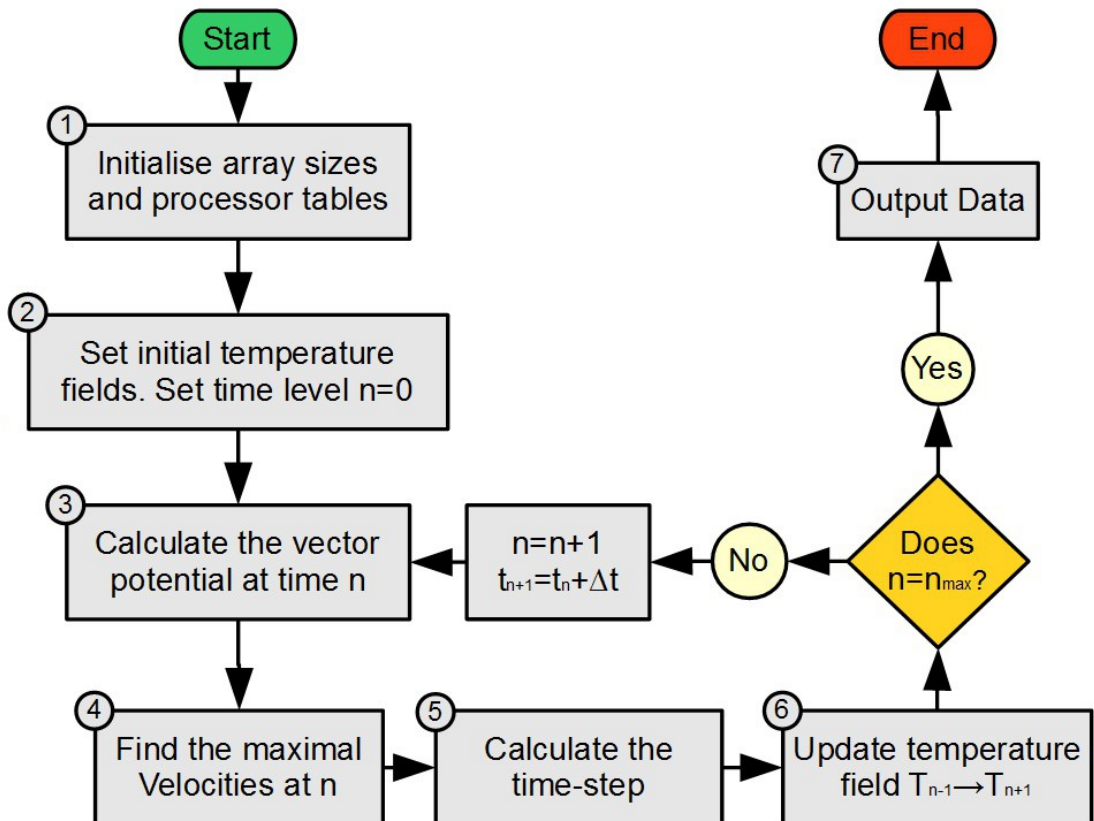 Start
1
Initialise array sizes
and processor tables
2
Set initial temperature
fields. Set time level n=0
3
Calculate the vector
potential at time n
4
Find the maximal
Velocities at n
5
Calculate the
time-step
6
Update temperature
field Tₙ₋₁→Tₙ₊₁
Does
n=nₘₐₓ?
No
n=n+1
tₙ₊₁=tₙ+Δt
Yes
7
Output Data
End